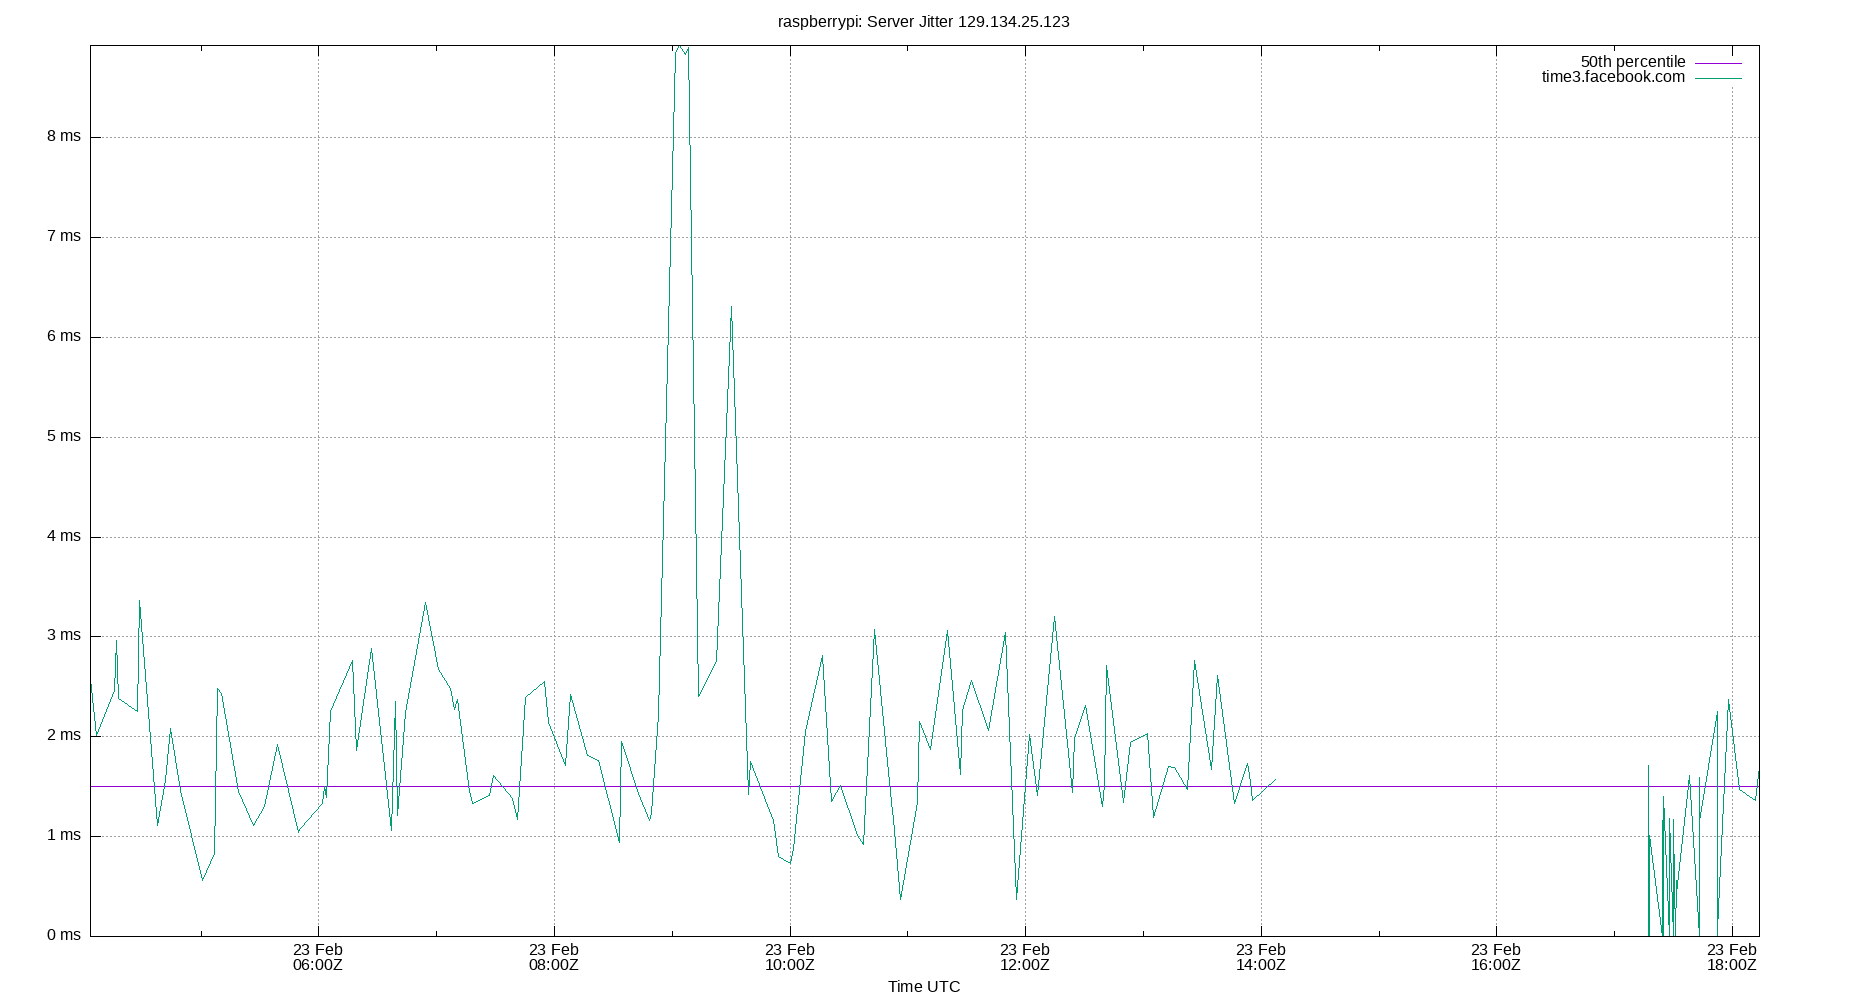 raspberrypi: Server Jitter 129.134.25.123
50th percentile
time3.facebook.com
8 ms
7 ms
6 ms
5 ms
4 ms
3 ms
2 ms
1 ms
0 ms
23 Feb 23 Feb 23 Feb 23 Feb 23 Feb 23 Feb 23 Feb
06:00Z 08:00Z 10:00Z 12:00Z 14:00Z 16:00Z 18:00Z
Time UTC